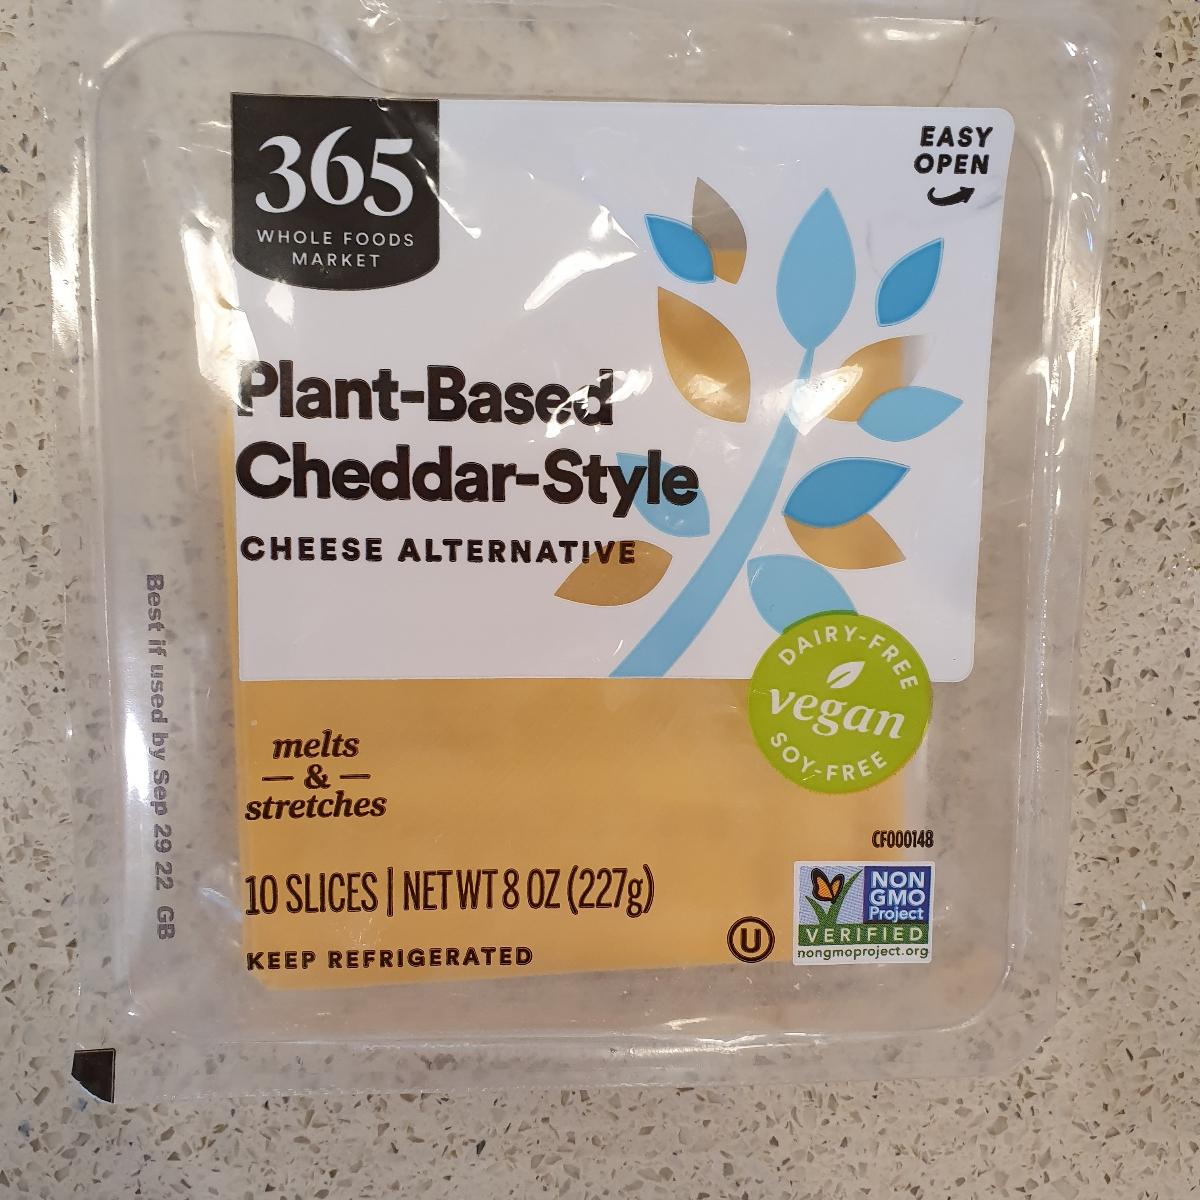 365
WHOLE FOODS
MARKET
EASY
OPEN
Plant-Based
Cheddar-Style
CHEESE ALTERNATIVE
DAIRY-FREE
vegan
SOY-FREE
melts
— & —
stretches
CF000148
10 SLICES | NET WT 8 OZ (227g)
KEEP REFRIGERATED
U
NON
GMO
Project
VERIFIED
nongmoproject.org
Best if used by Sep 29 22 GB